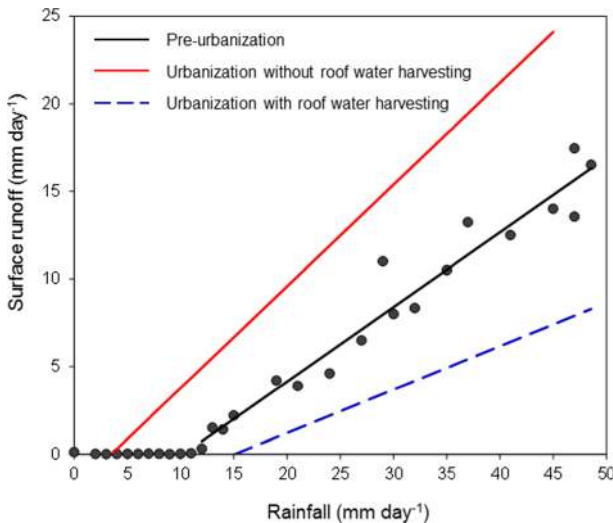 25
20
15
10
5
0
Surface runoff (mm day-1)
Pre-urbanization
Urbanization without roof water harvesting
Urbanization with roof water harvesting
0 5 10 15 20 25 30 35 40 45 50
Rainfall (mm day-1)